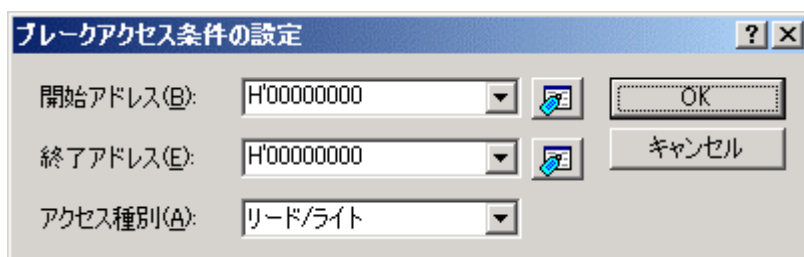 ブレークアクセス条件の設定
開始アドレス(B): H'00000000 OK
終了アドレス(E): H'00000000 キャンセル
アクセス種別(A): リード/ライト